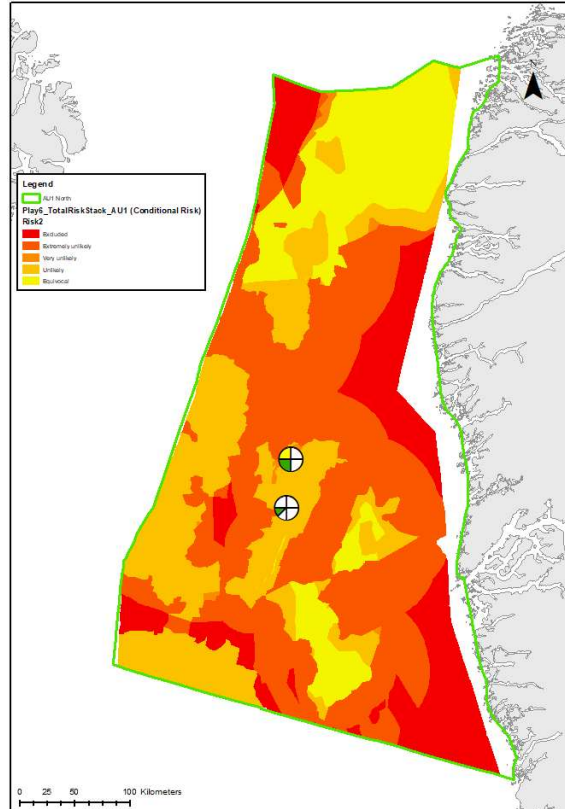 N
Legend
AU1 North
Play6_TotalRiskStack_AU1 (Conditional Risk)
Risk2
Excluded
Extremely unlikely
Very unlikely
Unlikely
Equivocal
0 25 50 100 Kilometers